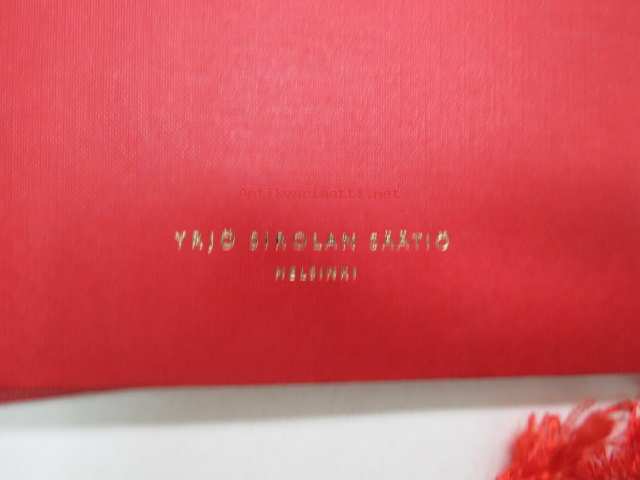 Antikvariaatti.net
YRJÖ SIROLAN SÄÄTIÖ
HELSINKI